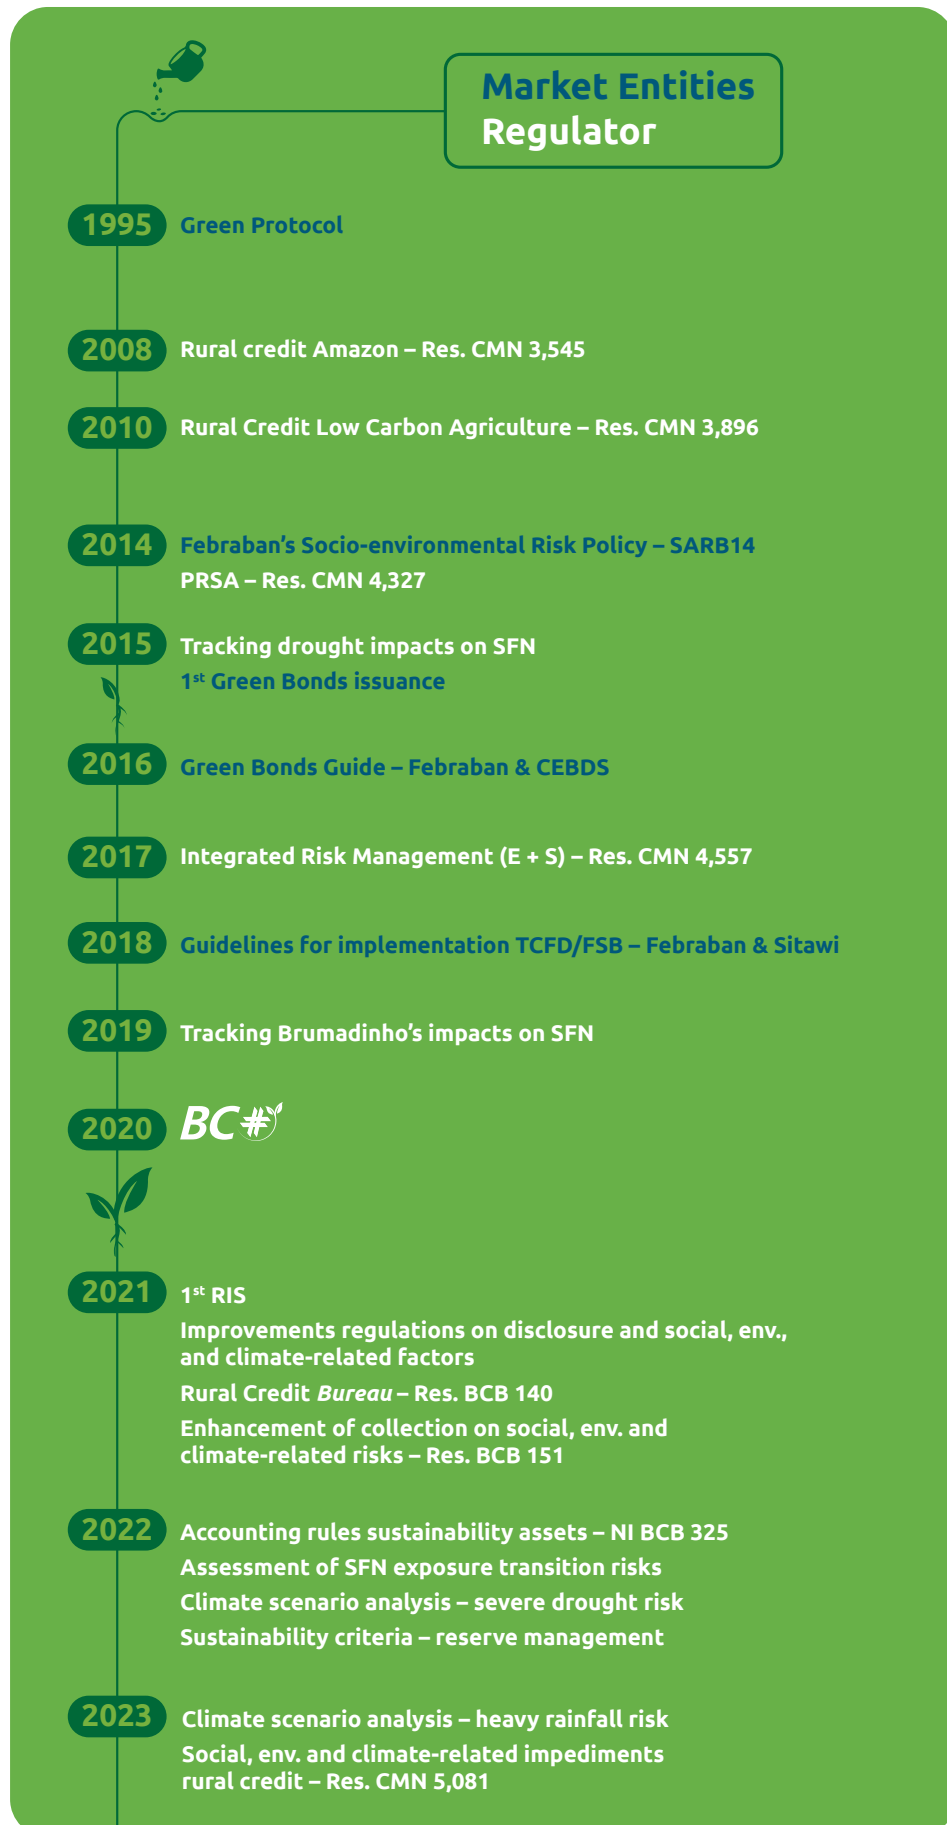 Market Entities
Regulator
1995 Green Protocol
2008 Rural credit Amazon – Res. CMN 3,545
2010 Rural Credit Low Carbon Agriculture – Res. CMN 3,896
2014 Febraban’s Socio-environmental Risk Policy – SARB14
PRSA – Res. CMN 4,327
2015 Tracking drought impacts on SFN
1st Green Bonds issuance
2016 Green Bonds Guide – Febraban & CEBDS
2017 Integrated Risk Management (E + S) – Res. CMN 4,557
2018 Guidelines for implementation TCFD/FSB – Febraban & Sitawi
2019 Tracking Brumadinho’s impacts on SFN
2020 BC#
2021 1st RIS
Improvements regulations on disclosure and social, env.,
and climate-related factors
Rural Credit Bureau – Res. BCB 140
Enhancement of collection on social, env. and
climate-related risks – Res. BCB 151
2022 Accounting rules sustainability assets – NI BCB 325
Assessment of SFN exposure transition risks
Climate scenario analysis – severe drought risk
Sustainability criteria – reserve management
2023 Climate scenario analysis – heavy rainfall risk
Social, env. and climate-related impediments
rural credit – Res. CMN 5,081